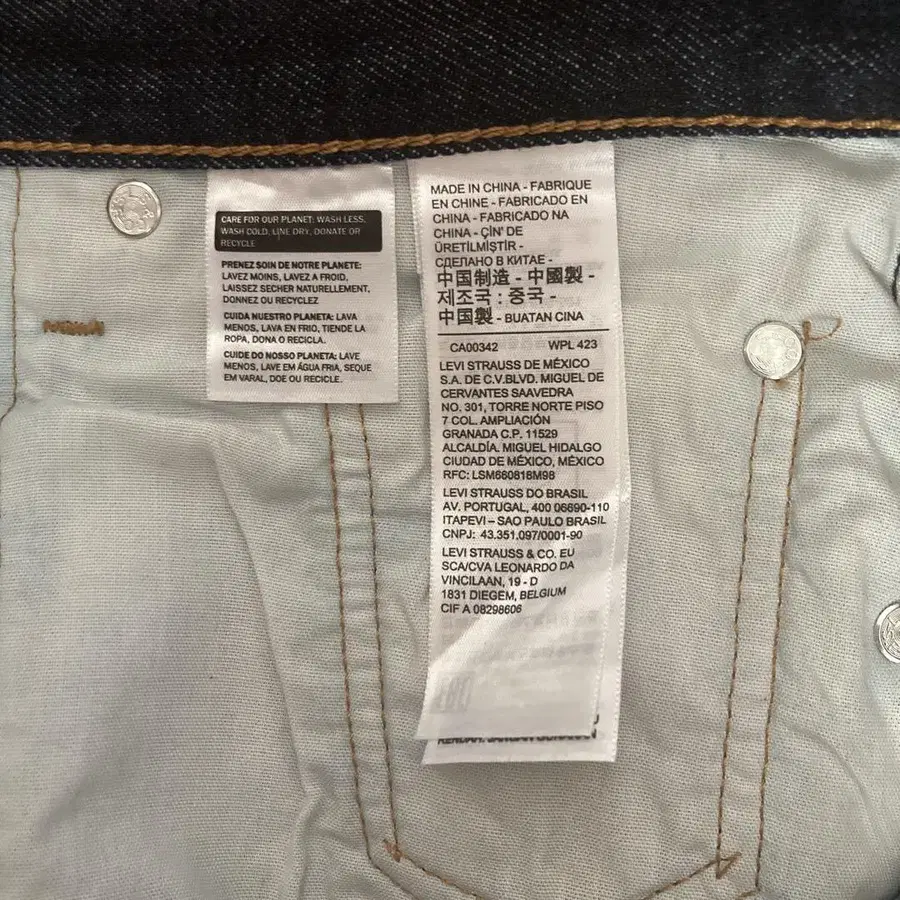 CARE FOR OUR PLANET: WASH LESS,
WASH COLD, LINE DRY, DONATE OR
RECYCLE
PRENEZ SOIN DE NOTRE PLANETE:
LAVEZ MOINS, LAVEZ A FROID,
LAISSEZ SECHER NATURELLEMENT,
DONNEZ OU RECYCLEZ
CUIDA NUESTRO PLANETA: LAVA
MENOS, LAVA EN FRIO, TIENDE LA
ROPA, DONA O RECICLA.
CUIDE DO NOSSO PLANETA: LAVE
MENOS, LAVE EM ÁGUA FRIA, SEQUE
EM VARAL, DOE OU RECICLE.
MADE IN CHINA - FABRIQUE
EN CHINE - FABRICADO EN
CHINA - FABRICADO NA
CHINA - ÇİN' DE
ÜRETİLMİŞTİR -
СДЕЛАНО В КИТАЕ -
中国制造 - 中國製 -
제조국 : 중국 -
中国製 - BUATAN CINA
CA00342 WPL 423
LEVI STRAUSS DE MÉXICO
S.A. DE C.V.BLVD. MIGUEL DE
CERVANTES SAAVEDRA
NO. 301, TORRE NORTE PISO
7 COL. AMPLIACIÓN
GRANADA C.P. 11529
ALCALDÍA. MIGUEL HIDALGO
CIUDAD DE MÉXICO, MÉXICO
RFC: LSM660818M98
LEVI STRAUSS DO BRASIL
AV. PORTUGAL, 400 06690-110
ITAPEVI – SAO PAULO BRASIL
CNPJ: 43.351.097/0001-90
LEVI STRAUSS & CO. EU
SCA/CVA LEONARDO DA
VINCILAAN, 19 - D
1831 DIEGEM, BELGIUM
CIF A 08298606